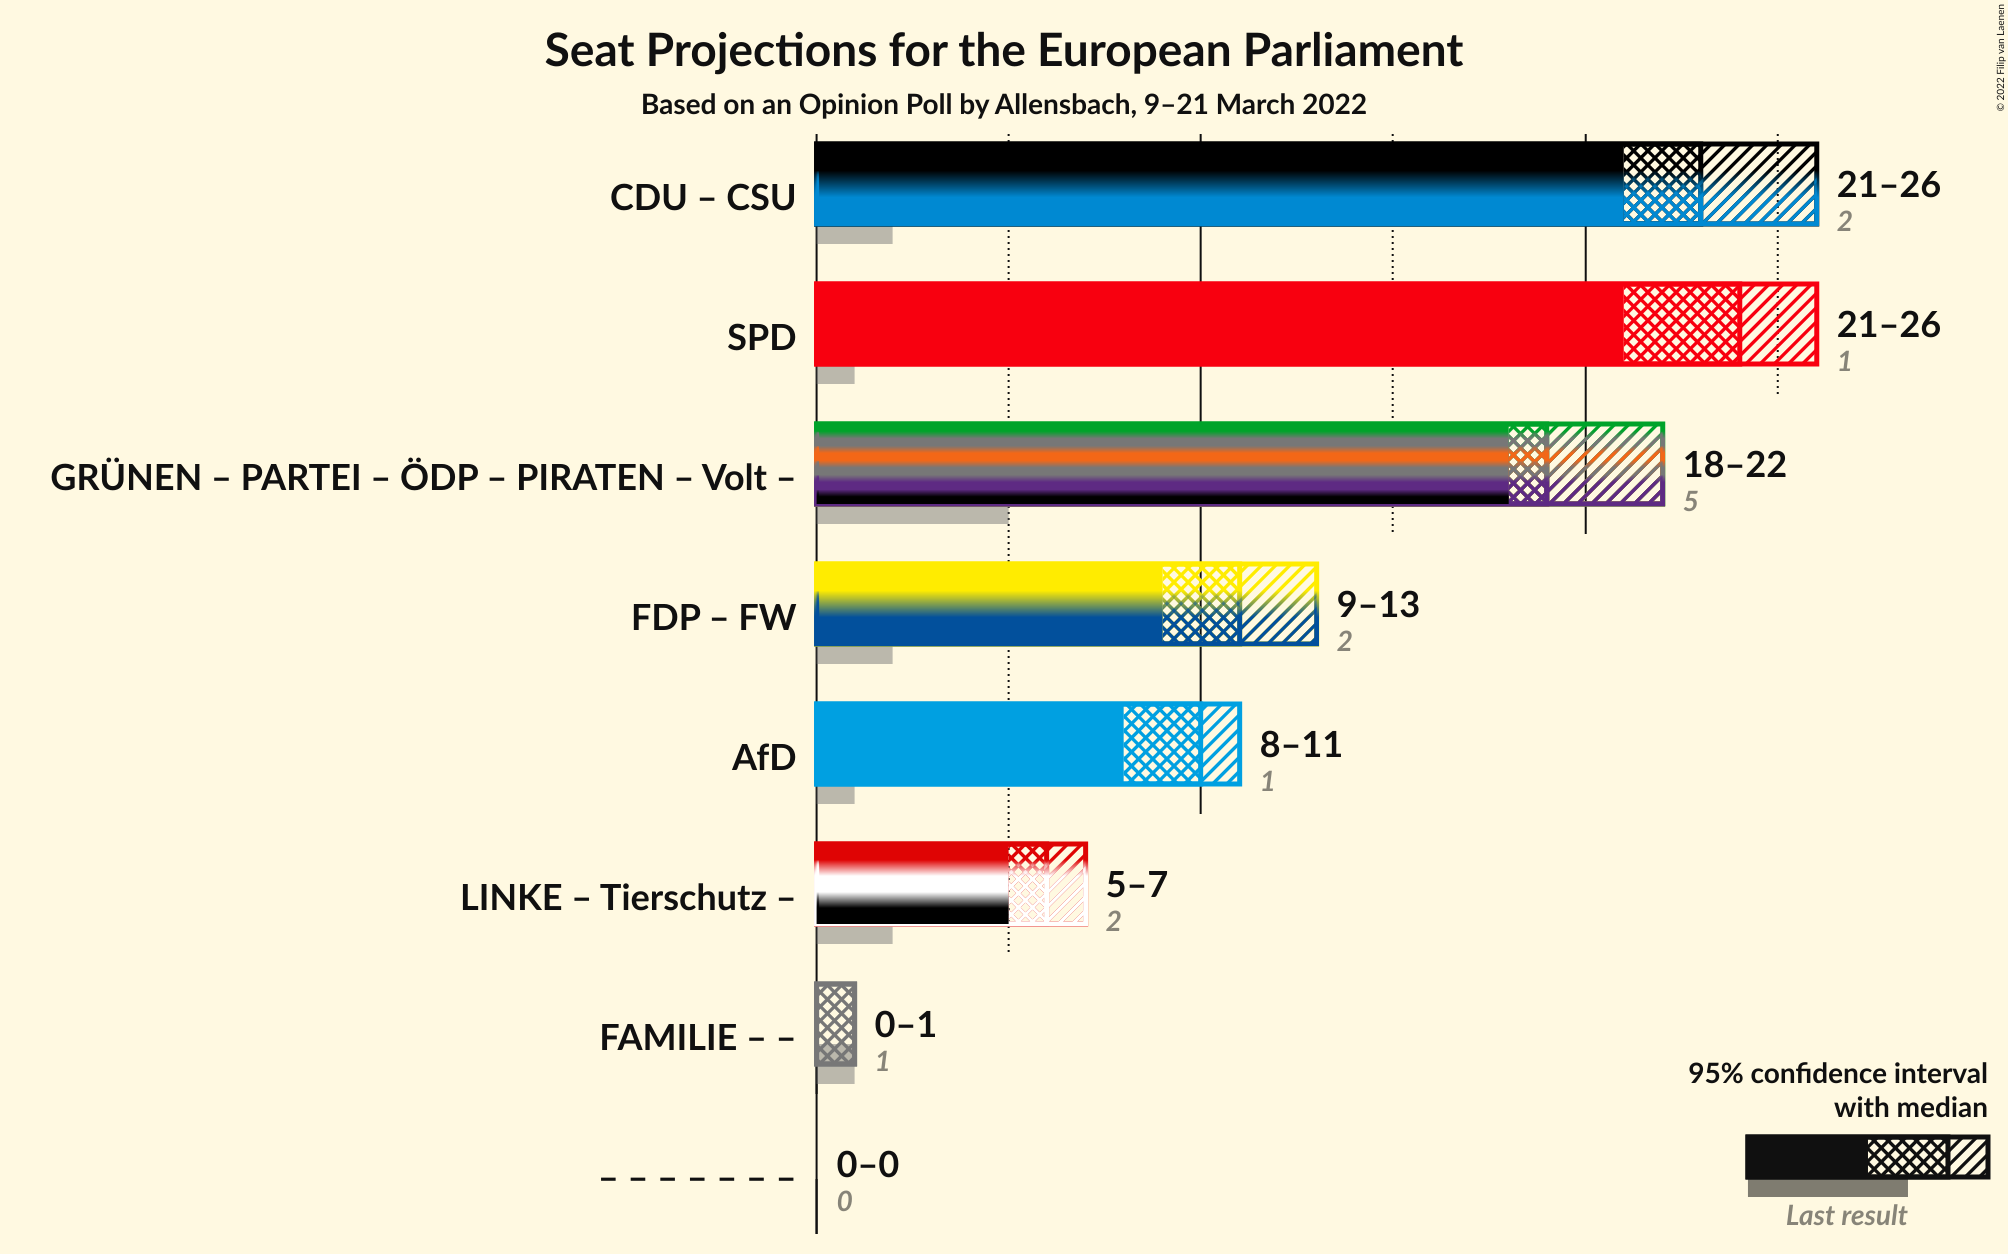 Seat Projections for the European Parliament
Based on an Opinion Poll by Allensbach, 9–21 March 2022
© 2022 Filip van Laenen
CDU – CSU
21–26
2
SPD
21–26
1
GRÜNEN – PARTEI – ÖDP – PIRATEN – Volt –
18–22
5
FDP – FW
9–13
2
AfD
8–11
1
LINKE – Tierschutz –
5–7
2
FAMILIE – –
0–1
1
– – – – – – –
0–0
0
95% confidence interval
with median
Last result